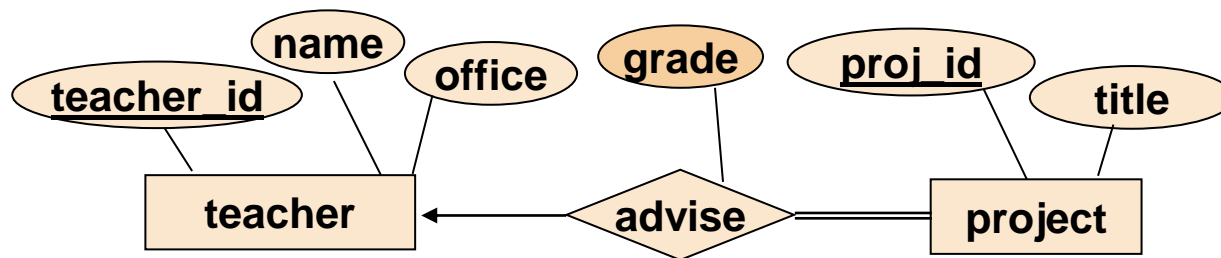 name
grade
proj_id
office
teacher_id
title
teacher
advise
project